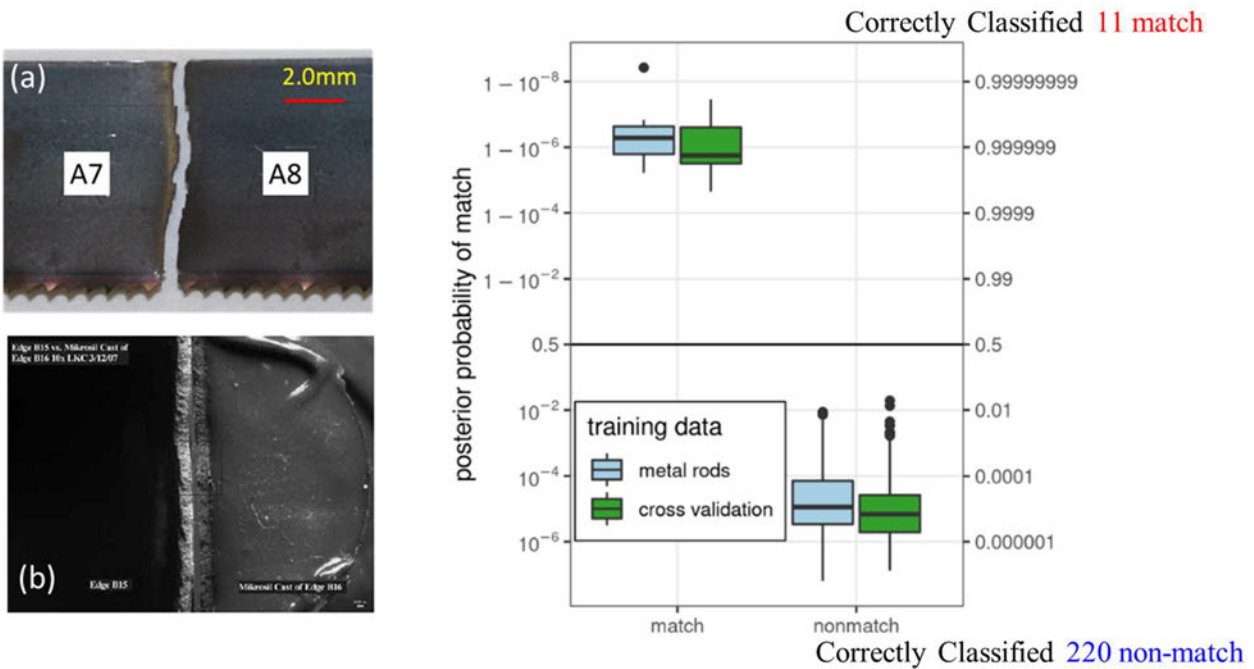 Correctly Classified 11 match
(a)
2.0mm
A7
A8
Edge B15 vs. Mikrosil Cast of
Edge B16 10x LKC 3/12/07
(b)
Edge B15
Mikrosil Cast of Edge B16
posterior probability of match
1 − 10⁻⁸
1 − 10⁻⁶
1 − 10⁻⁴
1 − 10⁻²
0.5
10⁻²
10⁻⁴
10⁻⁶
0.99999999
0.999999
0.9999
0.99
0.5
0.01
0.0001
0.000001
training data
metal rods
cross validation
match
nonmatch
Correctly Classified 220 non-match